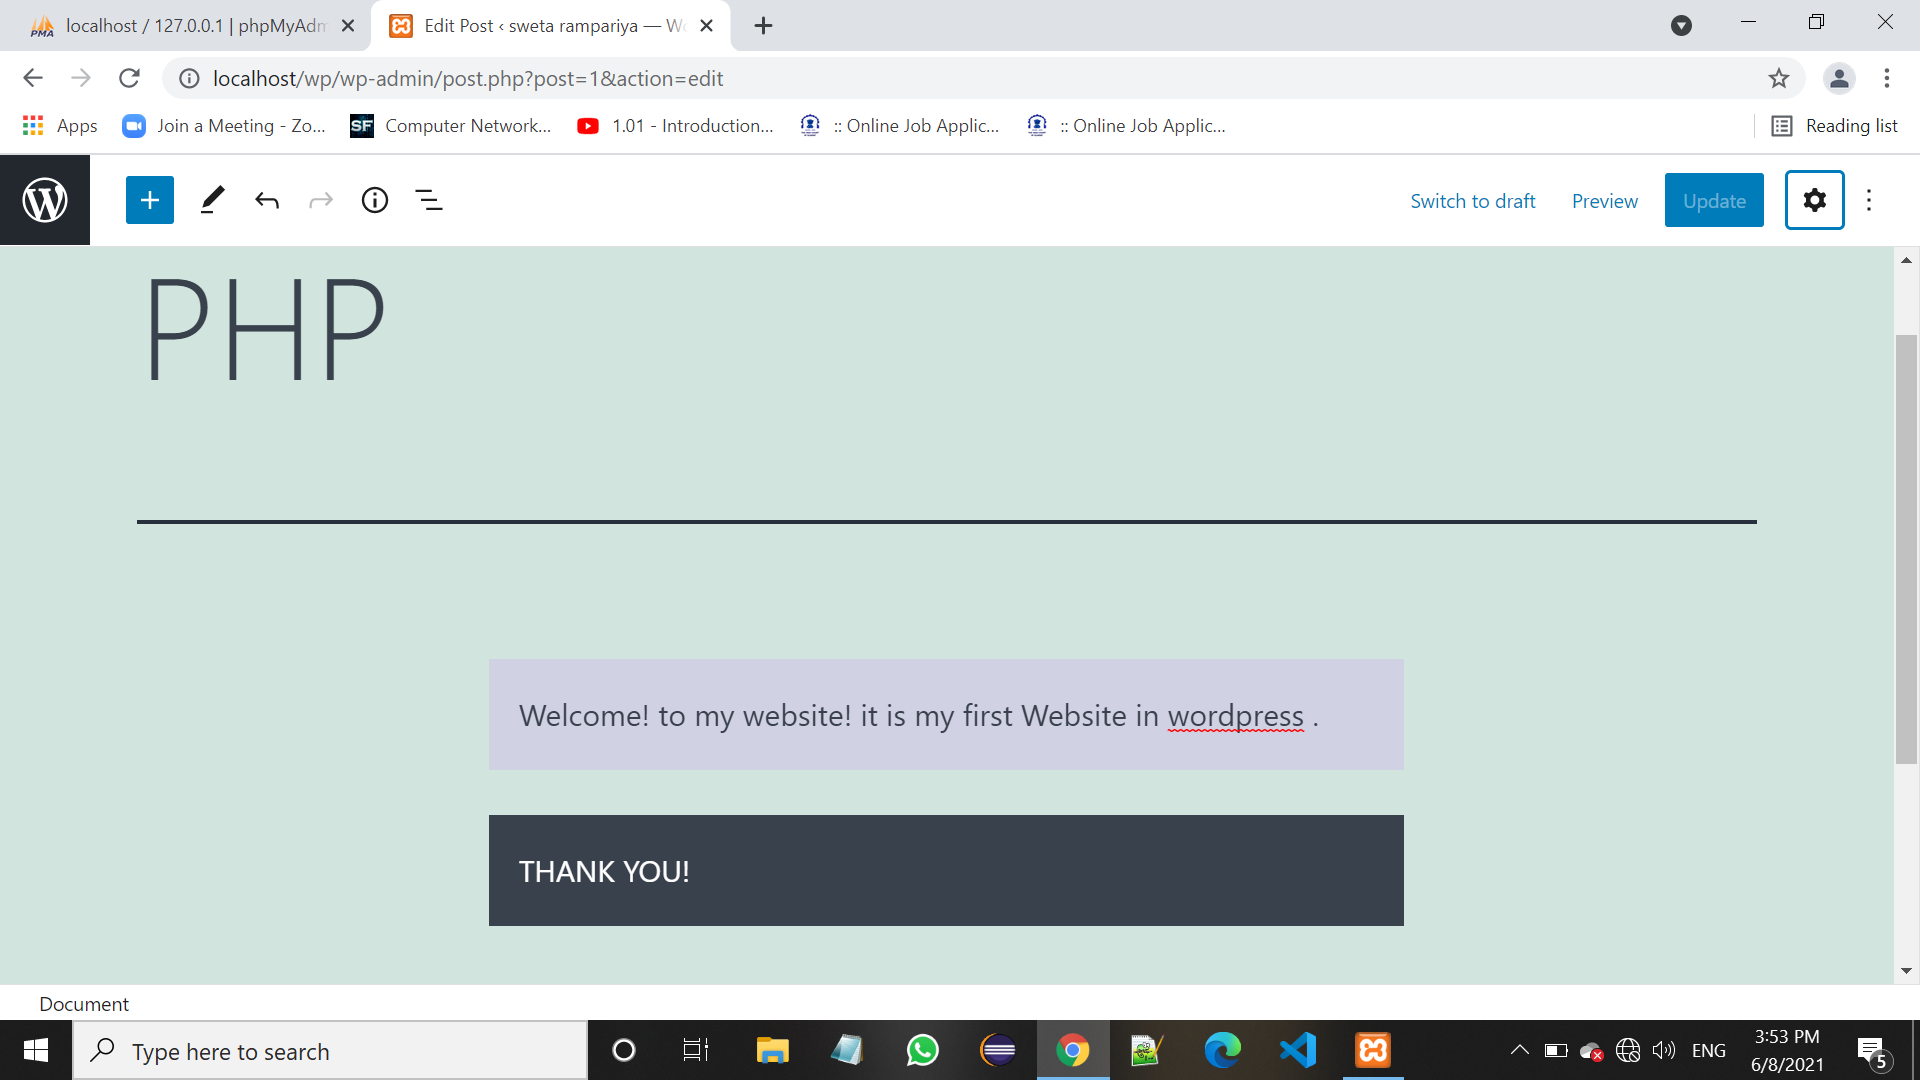 localhost / 127.0.0.1 | phpMyAdm
Edit Post ‹ sweta rampariya — Wo
localhost/wp/wp-admin/post.php?post=1&action=edit
Apps
Join a Meeting - Zo...
SF
Computer Network...
1.01 - Introduction...
:: Online Job Applic...
:: Online Job Applic...
Reading list
Switch to draft
Preview
Update
PHP
Welcome! to my website! it is my first Website in wordpress .
THANK YOU!
Document
Type here to search
ENG
3:53 PM
6/8/2021
5